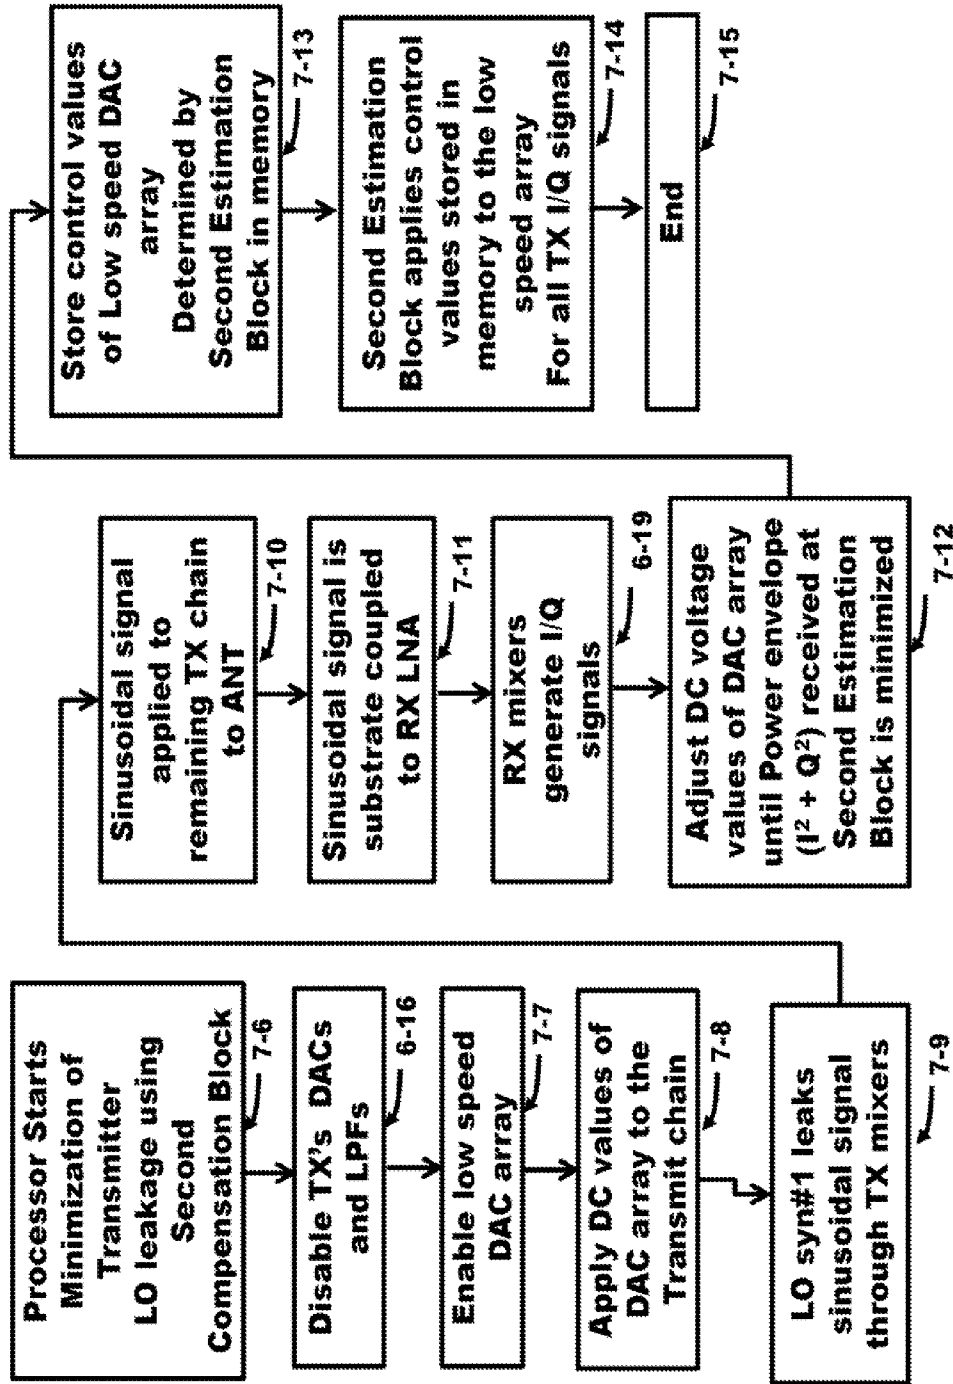 Processor Starts
Minimization of
Transmitter
LO leakage using
Second
Compensation Block
7-6
Disable TX's DACs
and LPFs
6-16
Enable low speed
DAC array
7-7
Apply DC values of
DAC array to the
Transmit chain
7-8
LO syn#1 leaks
sinusoidal signal
through TX mixers
7-9
Sinusoidal signal
applied to
remaining TX chain
to ANT
7-10
Sinusoidal signal is
substrate coupled
to RX LNA
7-11
RX mixers
generate I/Q
signals
6-19
Adjust DC voltage
values of DAC array
until Power envelope
(I² + Q²) received at
Second Estimation
Block is minimized
7-12
Store control values
of Low speed DAC
array
Determined by
Second Estimation
Block in memory
7-13
Second Estimation
Block applies control
values stored in
memory to the low
speed array
For all TX I/Q signals
7-14
End
7-15